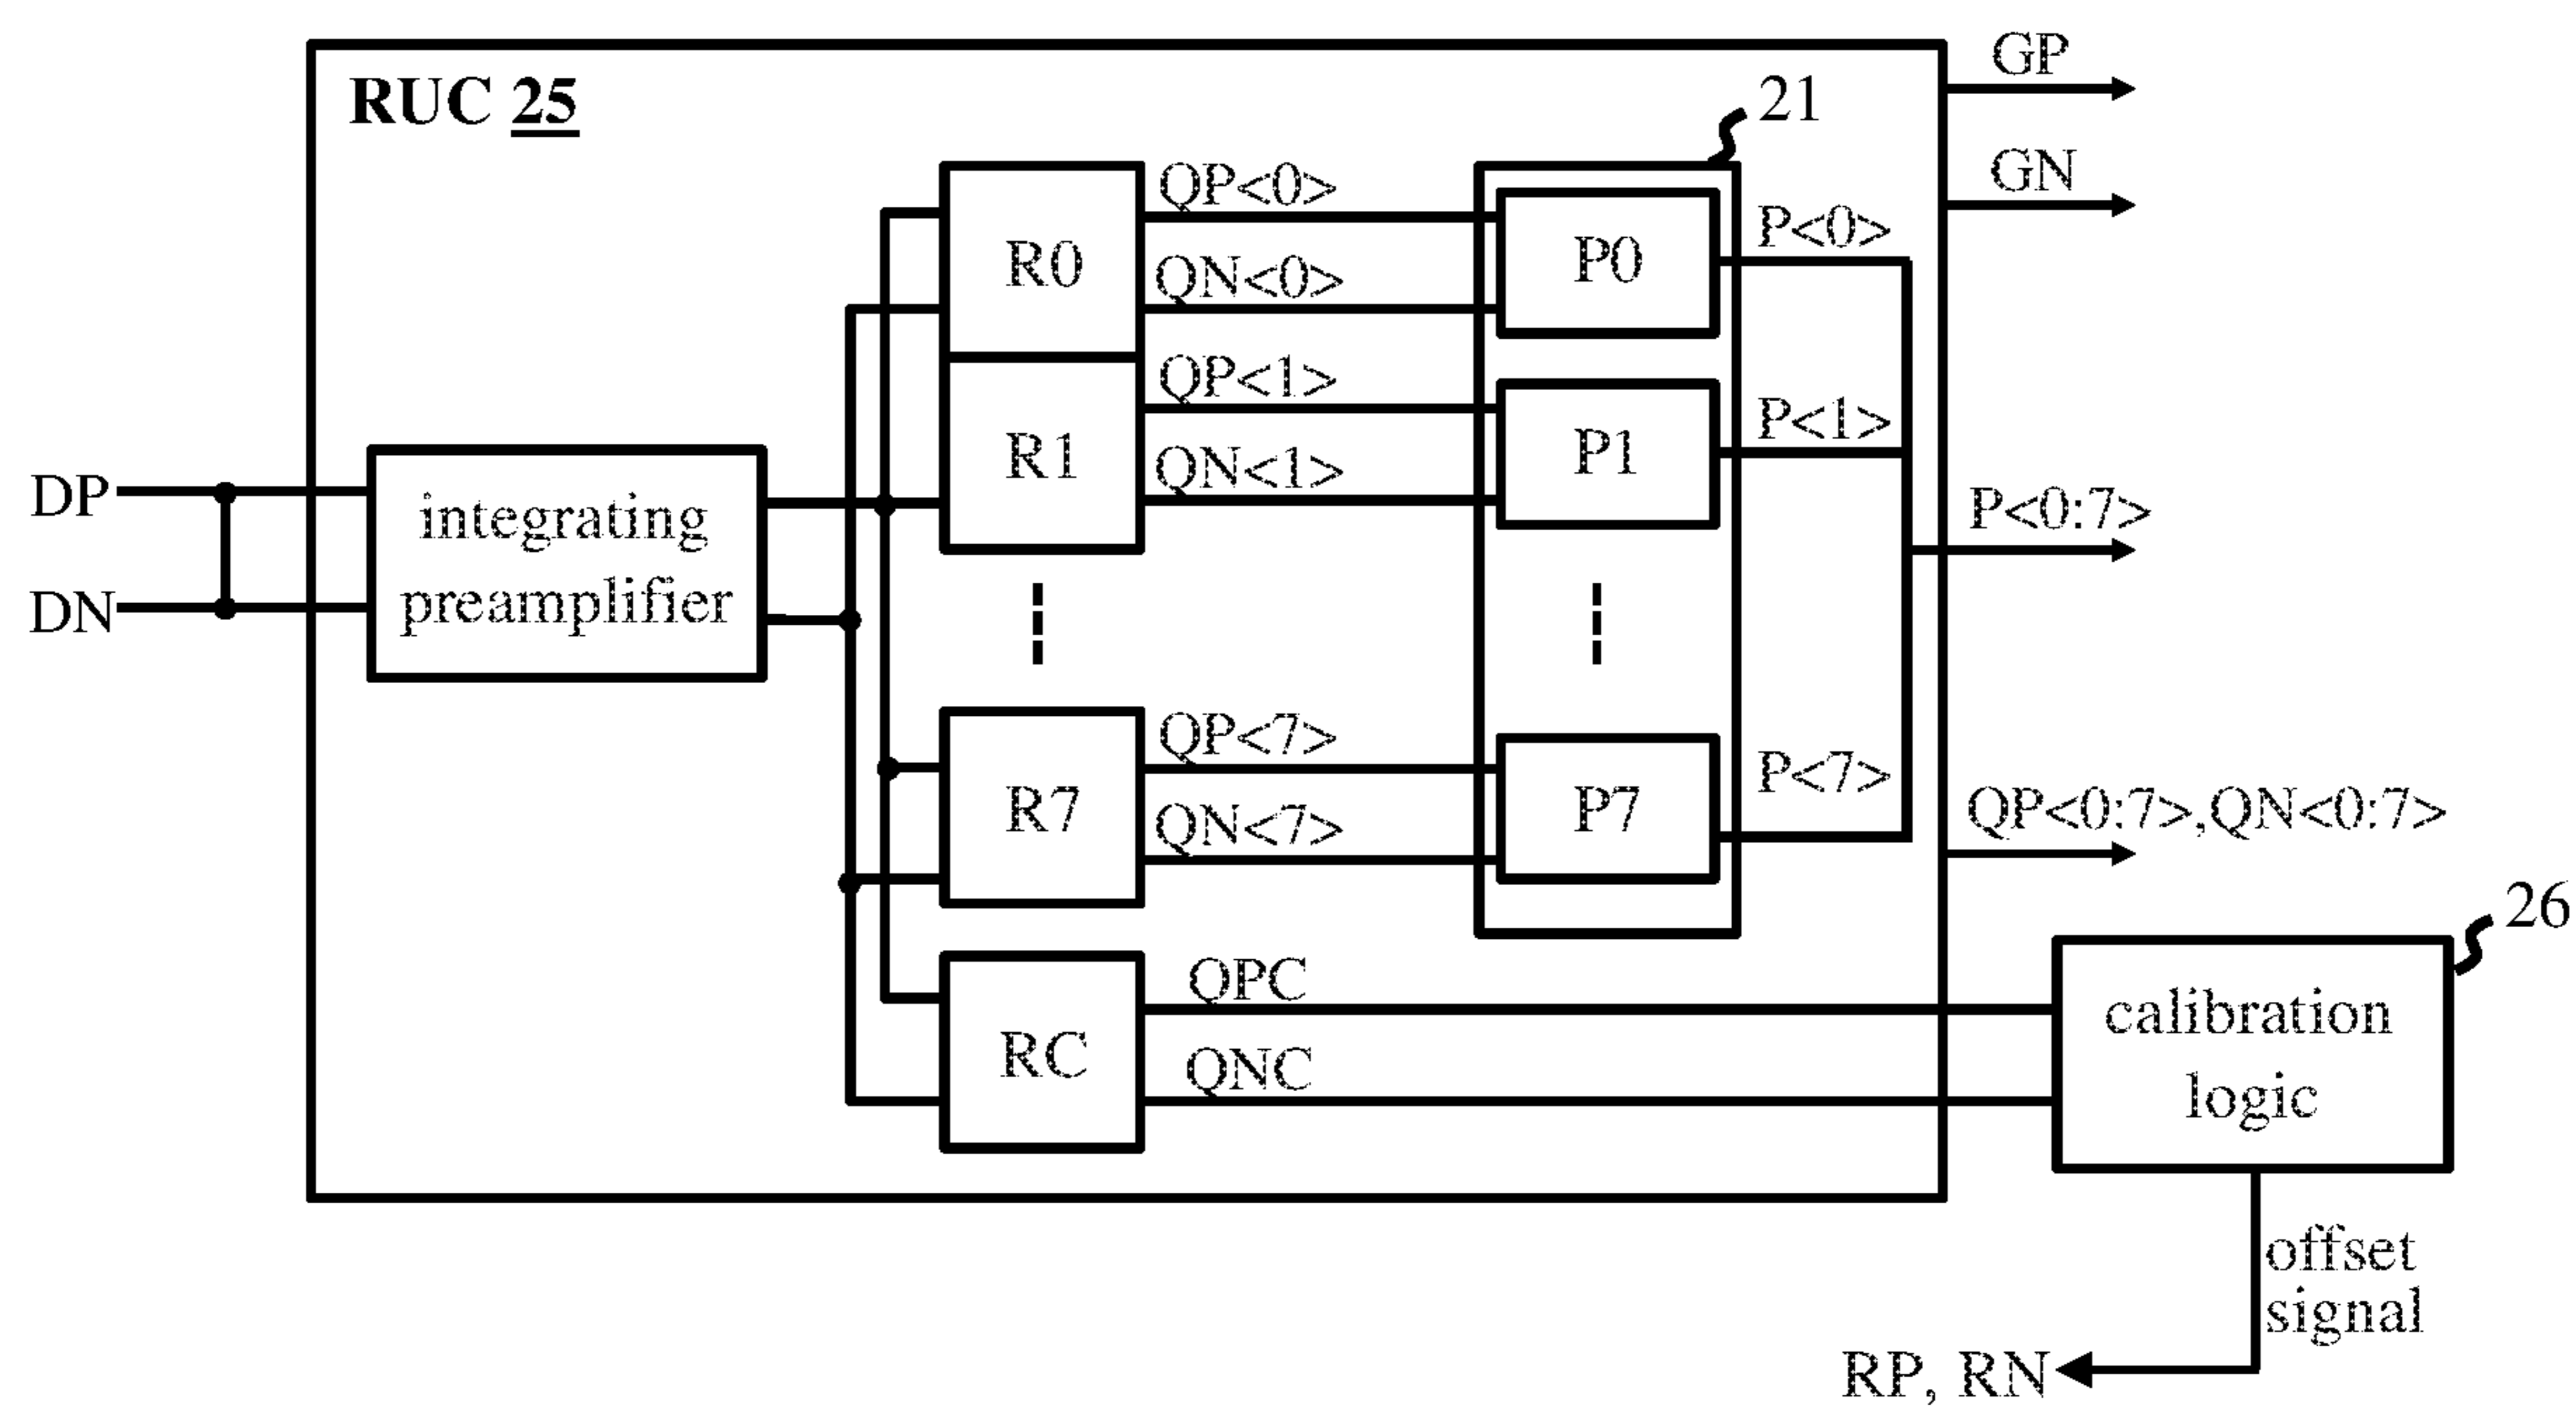 RUC 25
GP
21
GN
QP<0>
R0
P0
P<0>
QN<0>
QP<1>
R1
P1
P<1>
QN<1>
DP
integrating
preamplifier
DN
P<0:7>
QP<7>
R7
P7
P<7>
QN<7>
QP<0:7>,QN<0:7>
26
QPC
RC
QNC
calibration
logic
offset
signal
RP, RN